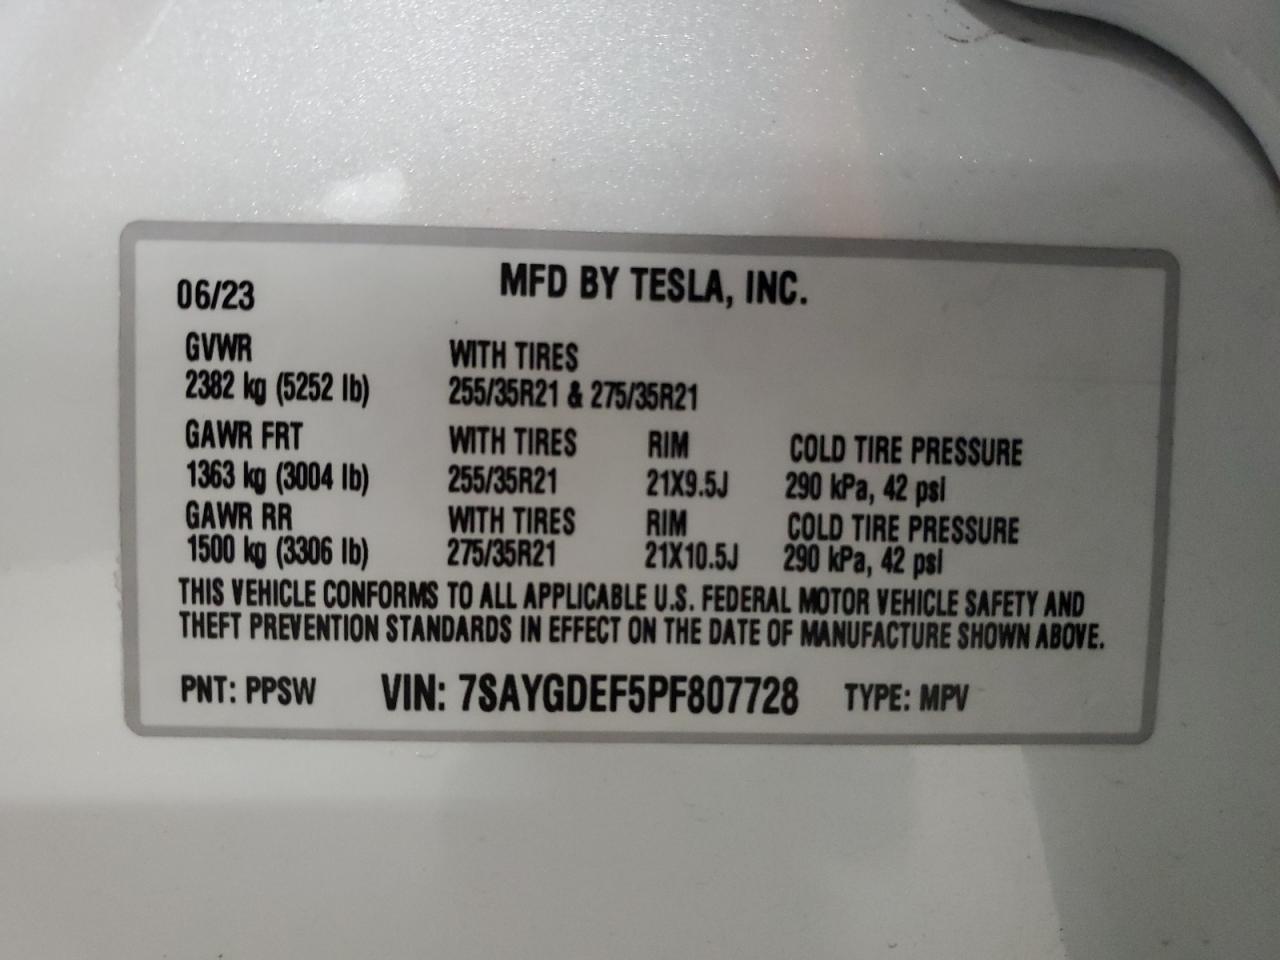 MFD BY TESLA, INC.
06/23
GVWR WITH TIRES
2382 kg (5252 lb) 255/35R21 & 275/35R21
GAWR FRT WITH TIRES RIM COLD TIRE PRESSURE
1363 kg (3004 lb) 255/35R21 21X9.5J 290 kPa, 42 psi
GAWR RR WITH TIRES RIM COLD TIRE PRESSURE
1500 kg (3306 lb) 275/35R21 21X10.5J 290 kPa, 42 psi
THIS VEHICLE CONFORMS TO ALL APPLICABLE U.S. FEDERAL MOTOR VEHICLE SAFETY AND
THEFT PREVENTION STANDARDS IN EFFECT ON THE DATE OF MANUFACTURE SHOWN ABOVE.
PNT: PPSW VIN: 7SAYGDEF5PF807728 TYPE: MPV